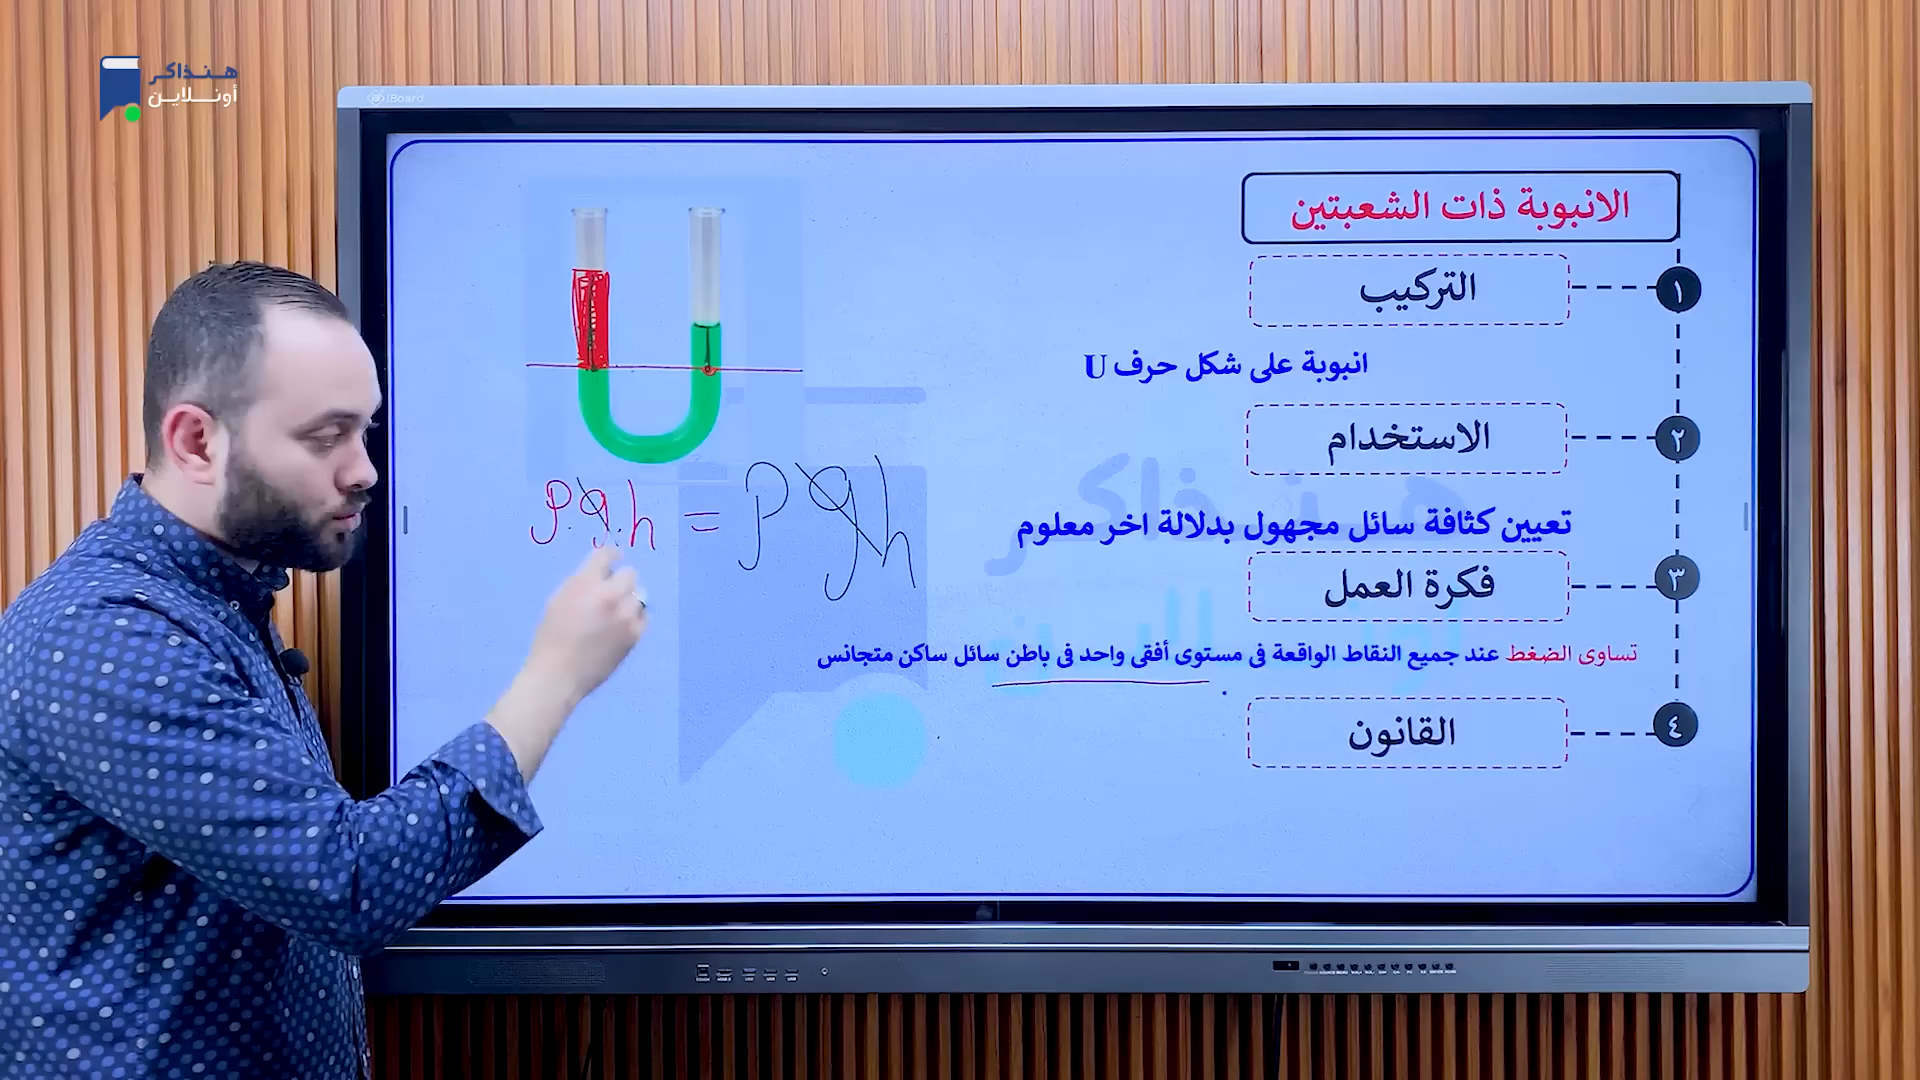 هنذاكر
أونلاين
iBoard
الانبوبة ذات الشعبتين
١
التركيب
انبوبة على شكل حرف U
٢
الاستخدام
تعيين كثافة سائل مجهول بدلالة اخر معلوم
٣
فكرة العمل
تساوى الضغط عند جميع النقاط الواقعة فى مستوى أفقى واحد فى باطن سائل ساكن متجانس
٤
القانون
ρ.g.h = ρgh